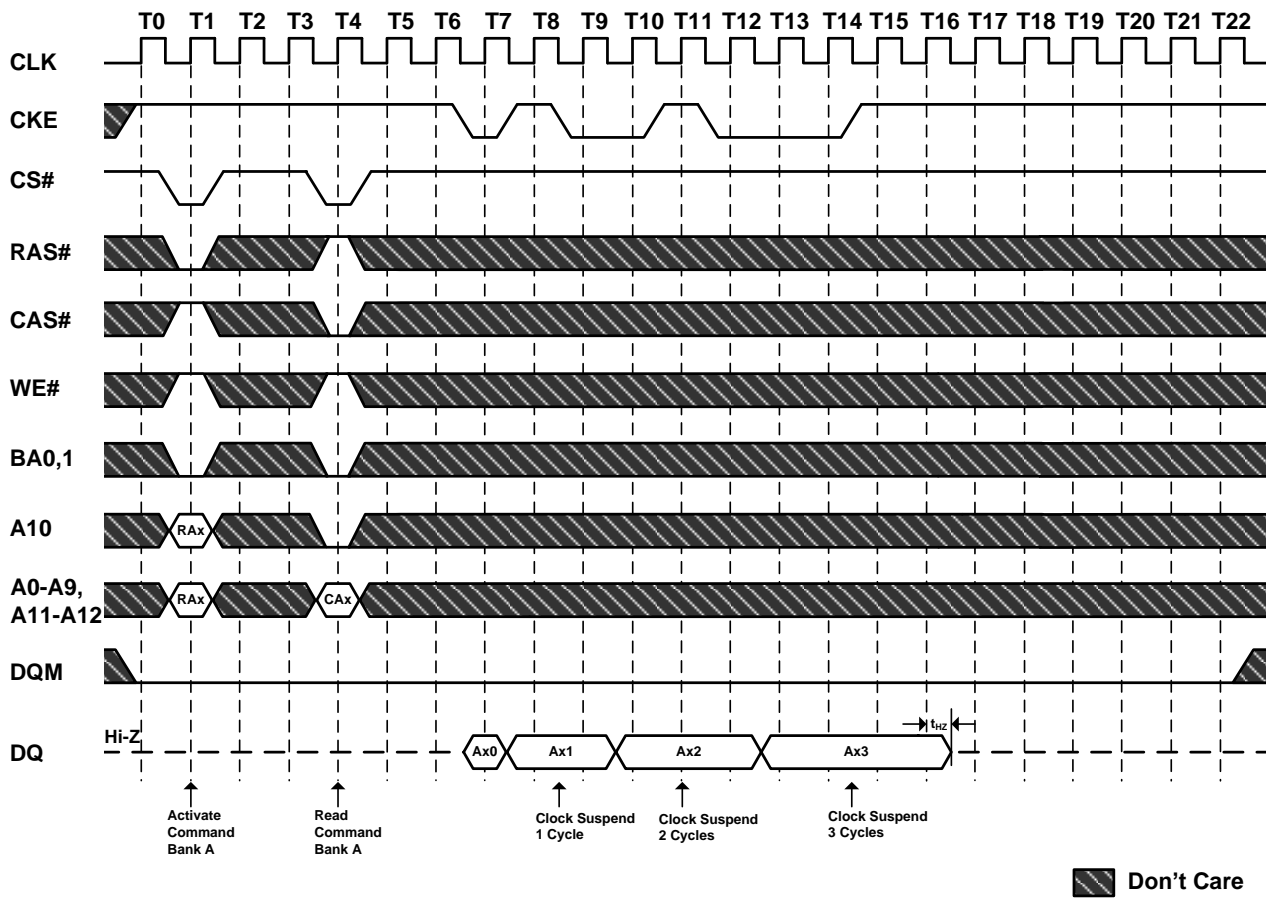 T0 T1 T2 T3 T4 T5 T6 T7 T8 T9 T10 T11 T12 T13 T14 T15 T16 T17 T18 T19 T20 T21 T22
CLK
CKE
CS#
RAS#
CAS#
WE#
BA0,1
A10
RAx
A0-A9,
A11-A12
RAx
CAx
DQM
Hi-Z
tHZ
DQ
Ax0
Ax1
Ax2
Ax3
Activate
Command
Bank A
Read
Command
Bank A
Clock Suspend
1 Cycle
Clock Suspend
2 Cycles
Clock Suspend
3 Cycles
Don't Care